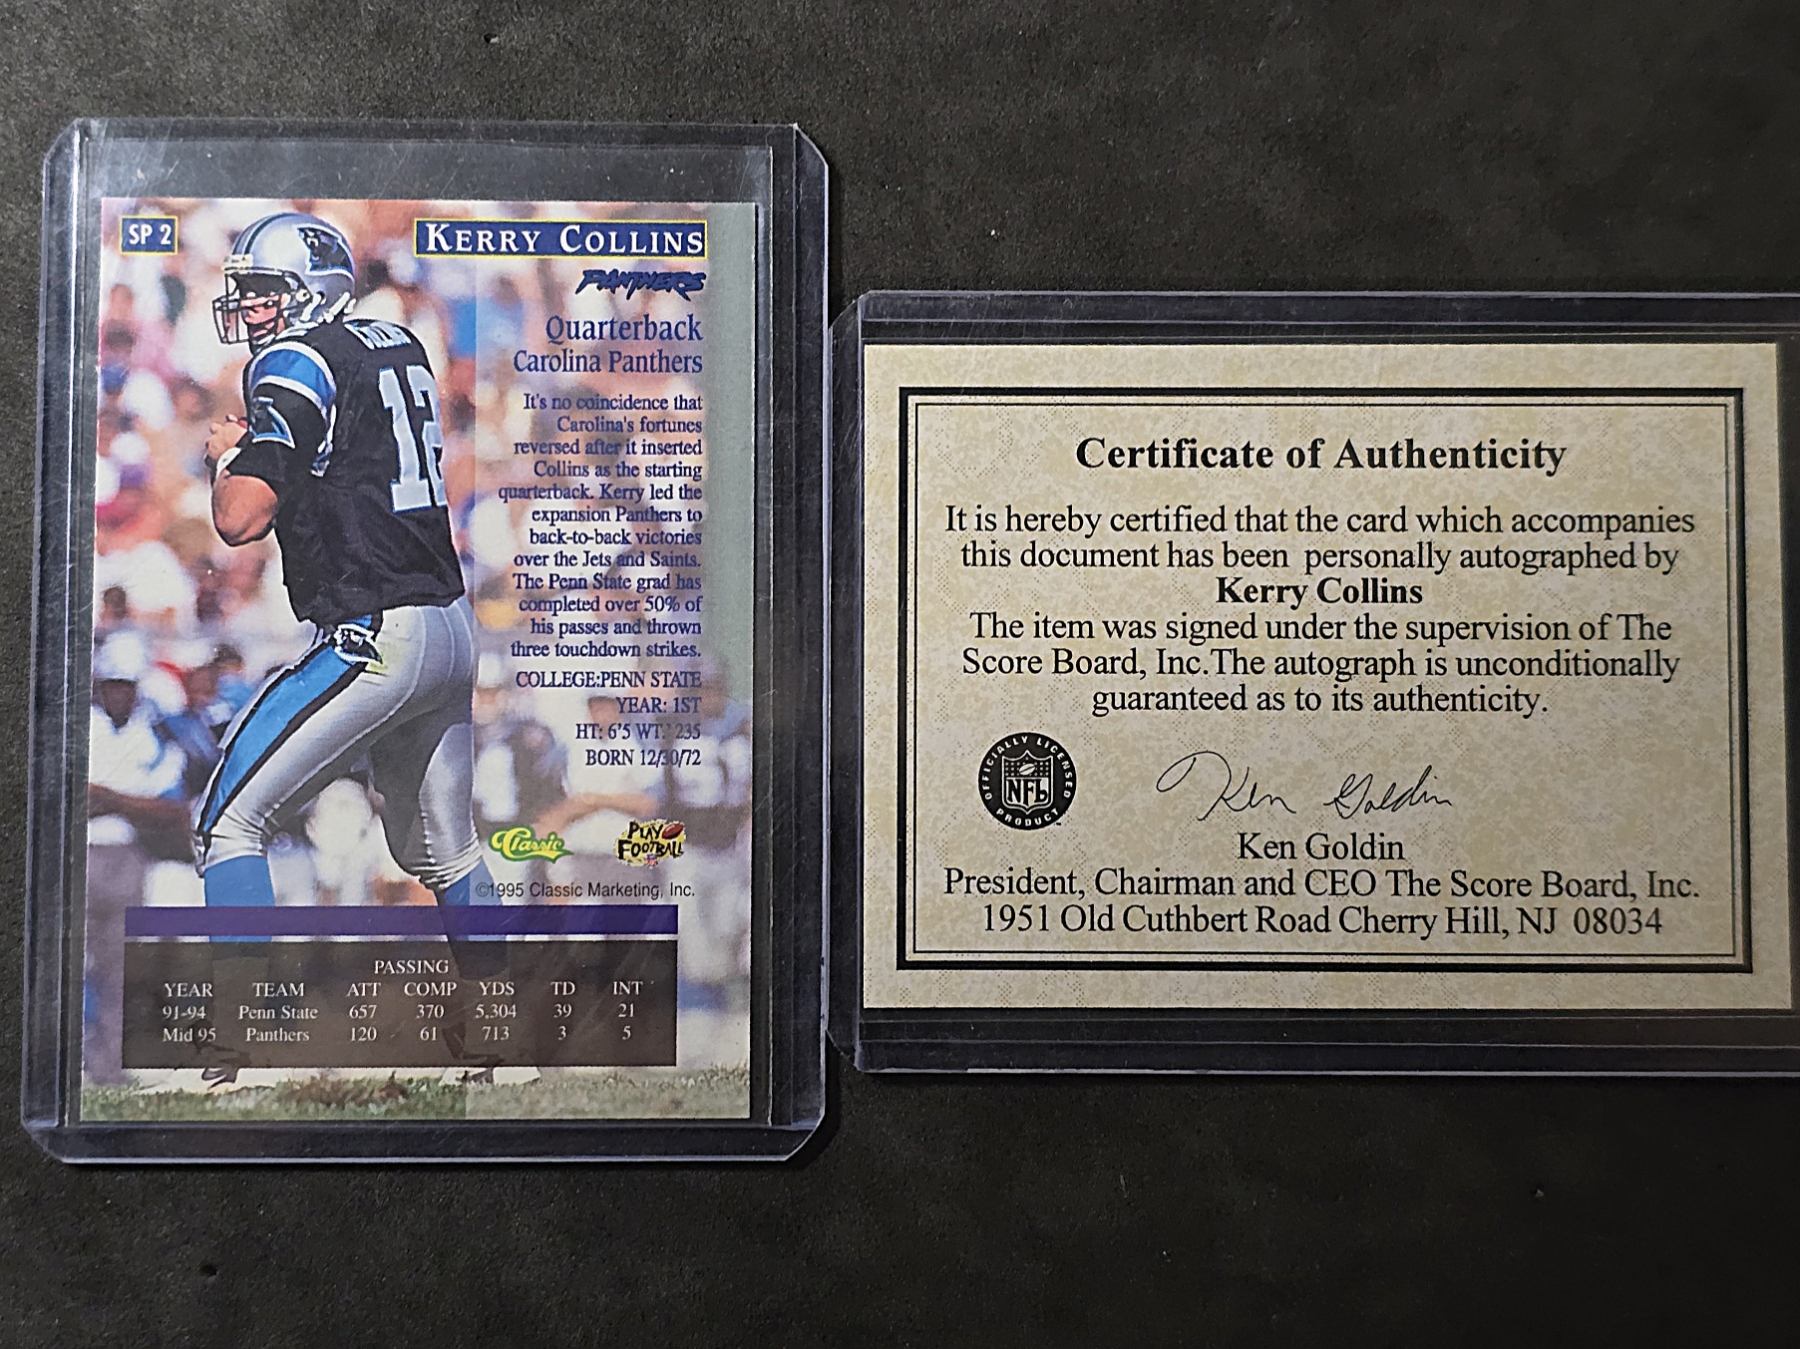 SP 2
KERRY COLLINS
PANTHERS
Quarterback
Carolina Panthers
It's no coincidence that
Carolina's fortunes
reversed after it inserted
Collins as the starting
quarterback. Kerry led the
expansion Panthers to
back-to-back victories
over the Jets and Saints.
The Penn State grad has
completed over 50% of
his passes and thrown
three touchdown strikes.
COLLEGE:PENN STATE
YEAR: 1ST
HT: 6'5 WT. 235
BORN 12/30/72
12
Classic
PLAY FOOTBALL
©1995 Classic Marketing, Inc.
PASSING
YEAR TEAM ATT COMP YDS TD INT
91-94 Penn State 657 370 5,304 39 21
Mid 95 Panthers 120 61 713 3 5
Certificate of Authenticity
It is hereby certified that the card which accompanies
this document has been personally autographed by
Kerry Collins
The item was signed under the supervision of The
Score Board, Inc.The autograph is unconditionally
guaranteed as to its authenticity.
OFFICIALLY LICENSED PRODUCT OF
NFL
Ken Goldin
Ken Goldin
President, Chairman and CEO The Score Board, Inc.
1951 Old Cuthbert Road Cherry Hill, NJ 08034